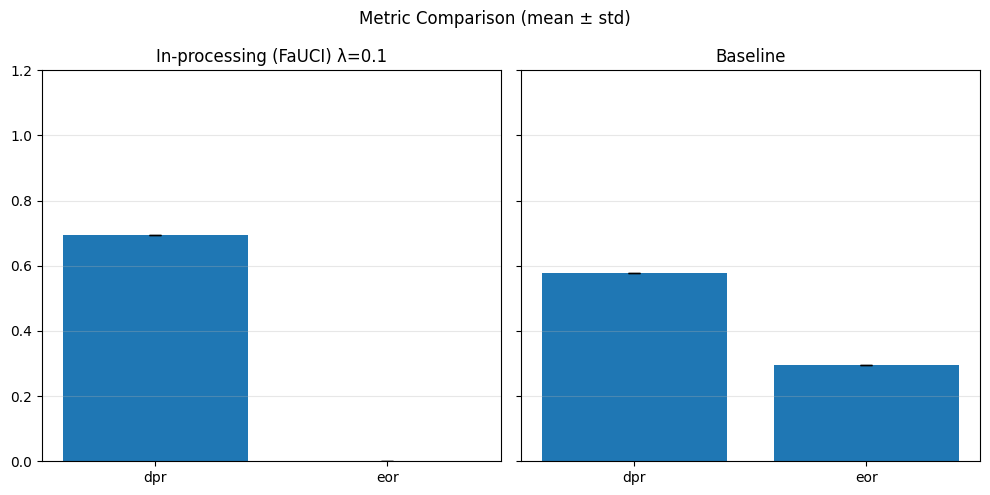 Metric Comparison (mean ± std)
In-processing (FaUCI) λ=0.1
Baseline
1.2
1.0
0.8
0.6
0.4
0.2
0.0
dpr
eor
dpr
eor